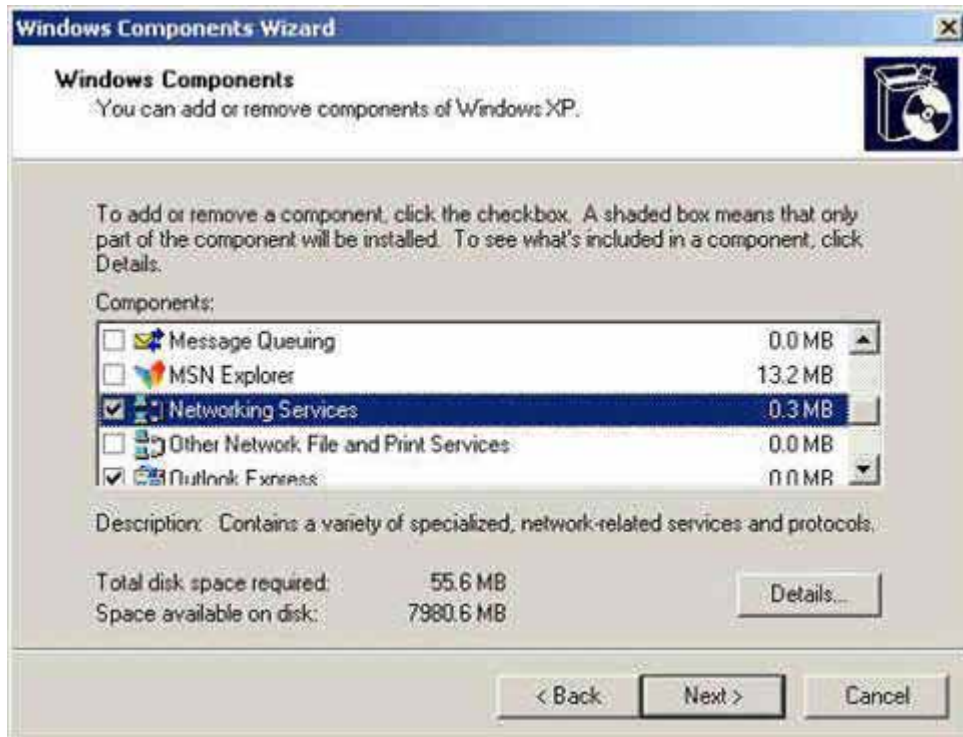 Windows Components Wizard
Windows Components
You can add or remove components of Windows XP.
To add or remove a component, click the checkbox. A shaded box means that only
part of the component will be installed. To see what's included in a component, click
Details.
Components:
Message Queuing 0.0 MB
MSN Explorer 13.2 MB
Networking Services 0.3 MB
Other Network File and Print Services 0.0 MB
Outlook Express 0.0 MB
Description: Contains a variety of specialized, network-related services and protocols.
Total disk space required: 55.6 MB
Space available on disk: 7980.6 MB
Details...
< Back Next > Cancel